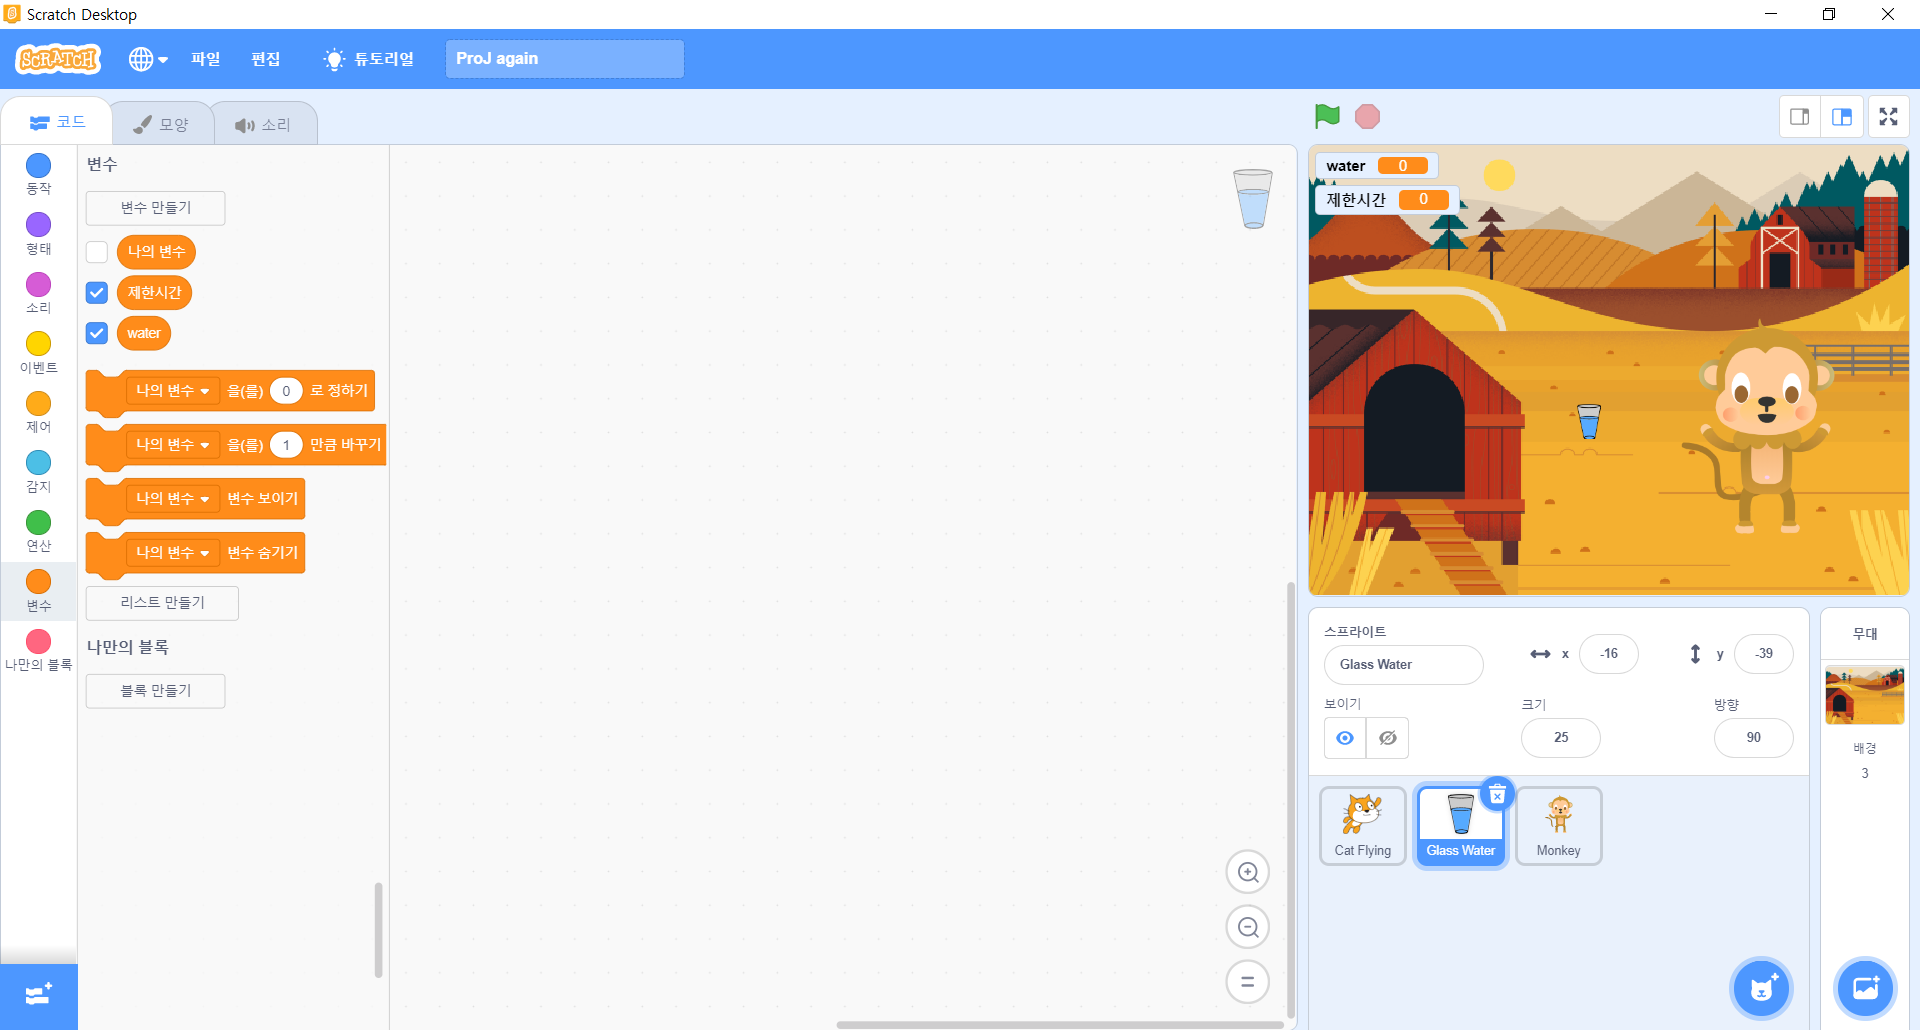 Scratch Desktop
SCRATCH
파일
편집
튜토리얼
ProJ again
코드
모양
소리
동작
형태
소리
이벤트
제어
감지
연산
변수
나만의 블록
변수
변수 만들기
나의 변수
제한시간
water
나의 변수 을(를) 0 로 정하기
나의 변수 을(를) 1 만큼 바꾸기
나의 변수 변수 보이기
나의 변수 변수 숨기기
리스트 만들기
나만의 블록
블록 만들기
water 0
제한시간 0
스프라이트
Glass Water
x -16
y -39
보이기
크기
25
방향
90
Cat Flying
Glass Water
Monkey
무대
배경
3